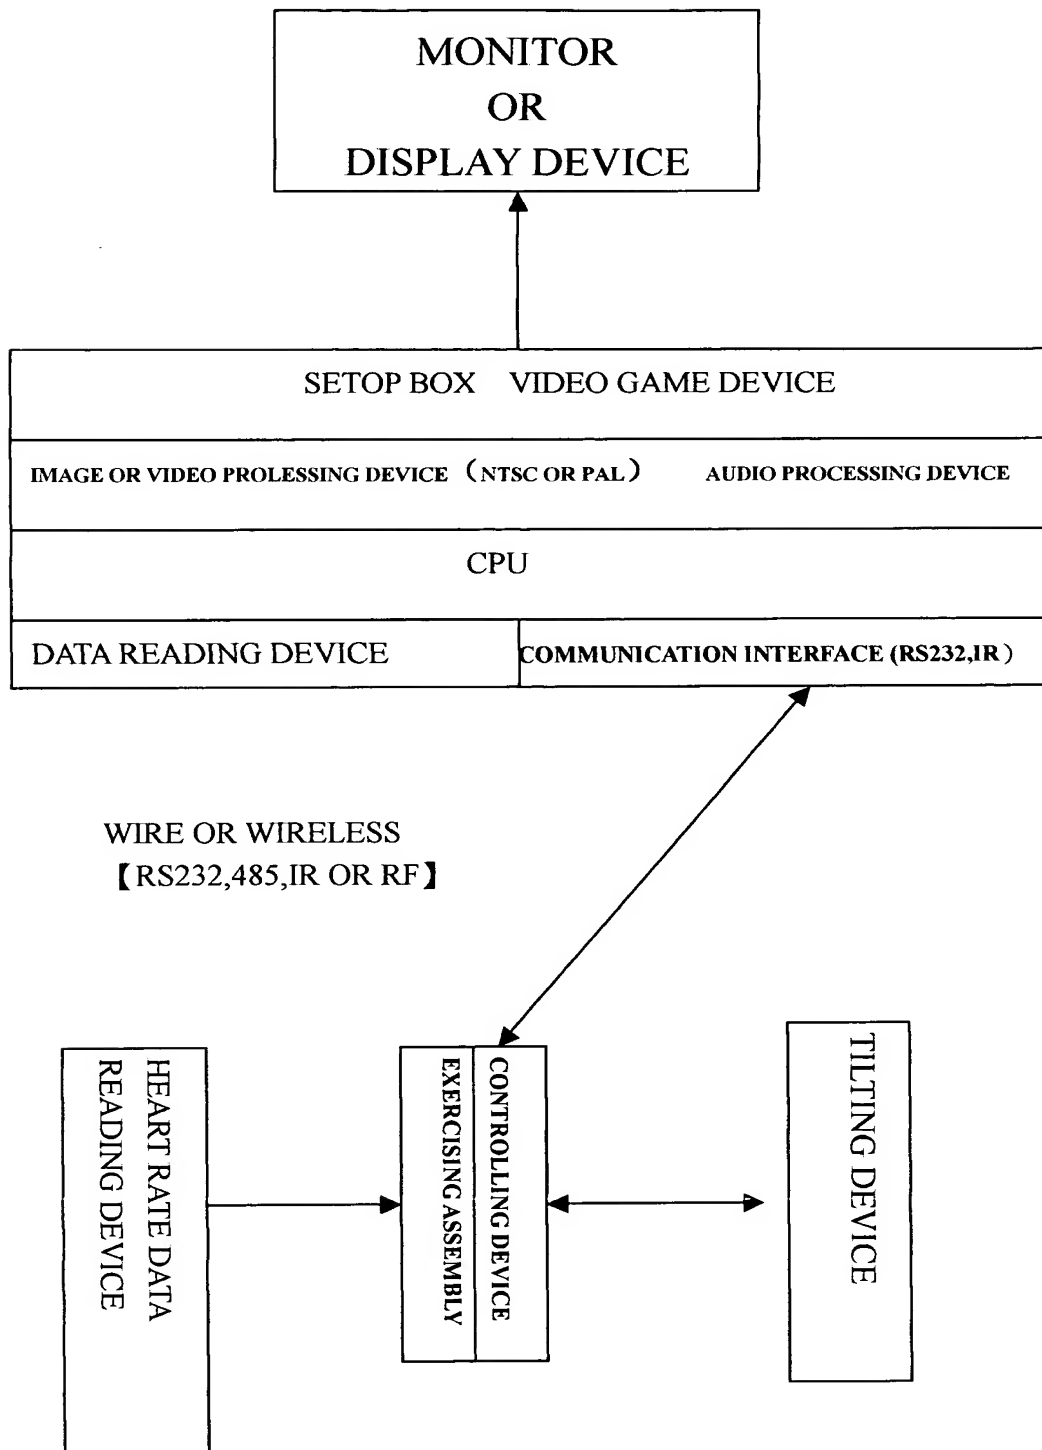 MONITOR
OR
DISPLAY DEVICE
SETOP BOX VIDEO GAME DEVICE
IMAGE OR VIDEO PROLESSING DEVICE （NTSC OR PAL） AUDIO PROCESSING DEVICE
CPU
DATA READING DEVICE
COMMUNICATION INTERFACE (RS232,IR）
WIRE OR WIRELESS
【RS232,485,IR OR RF】
HEART RATE DATA
READING DEVICE
CONTROLLING DEVICE
EXERCISING ASSEMBLY
TILTING DEVICE